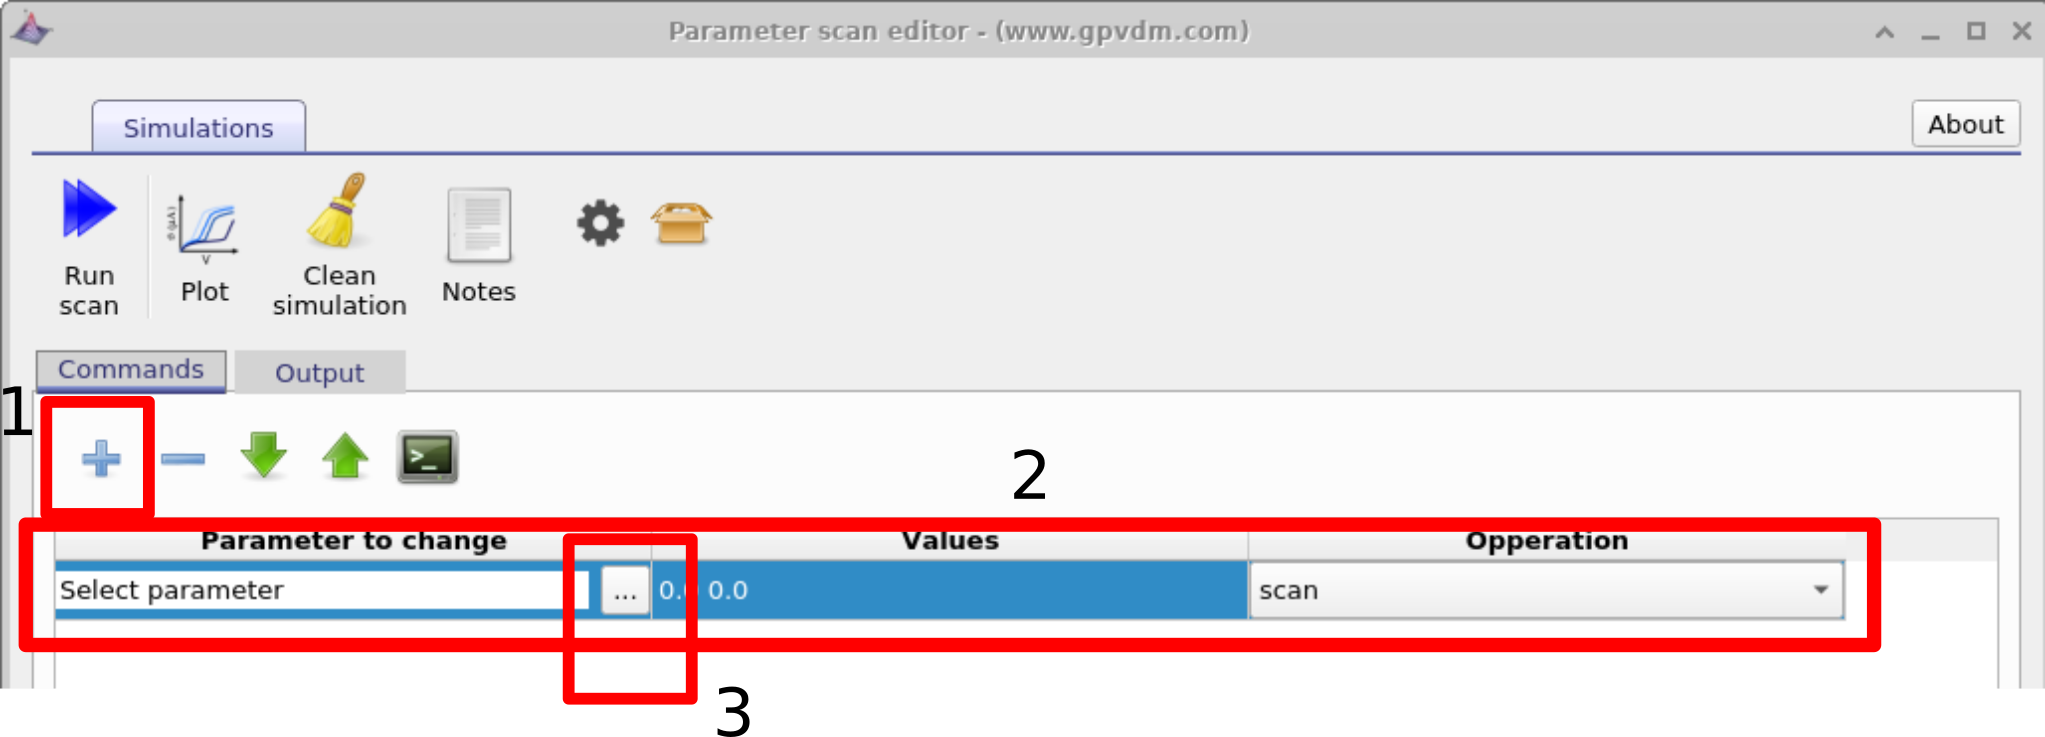 Parameter scan editor - (www.gpvdm.com)
Simulations
About
Run
scan
Plot
Clean
simulation
Notes
Commands
Output
1
>_
2
Parameter to change
Values
Opperation
Select parameter
...
0.0 0.0
scan
3